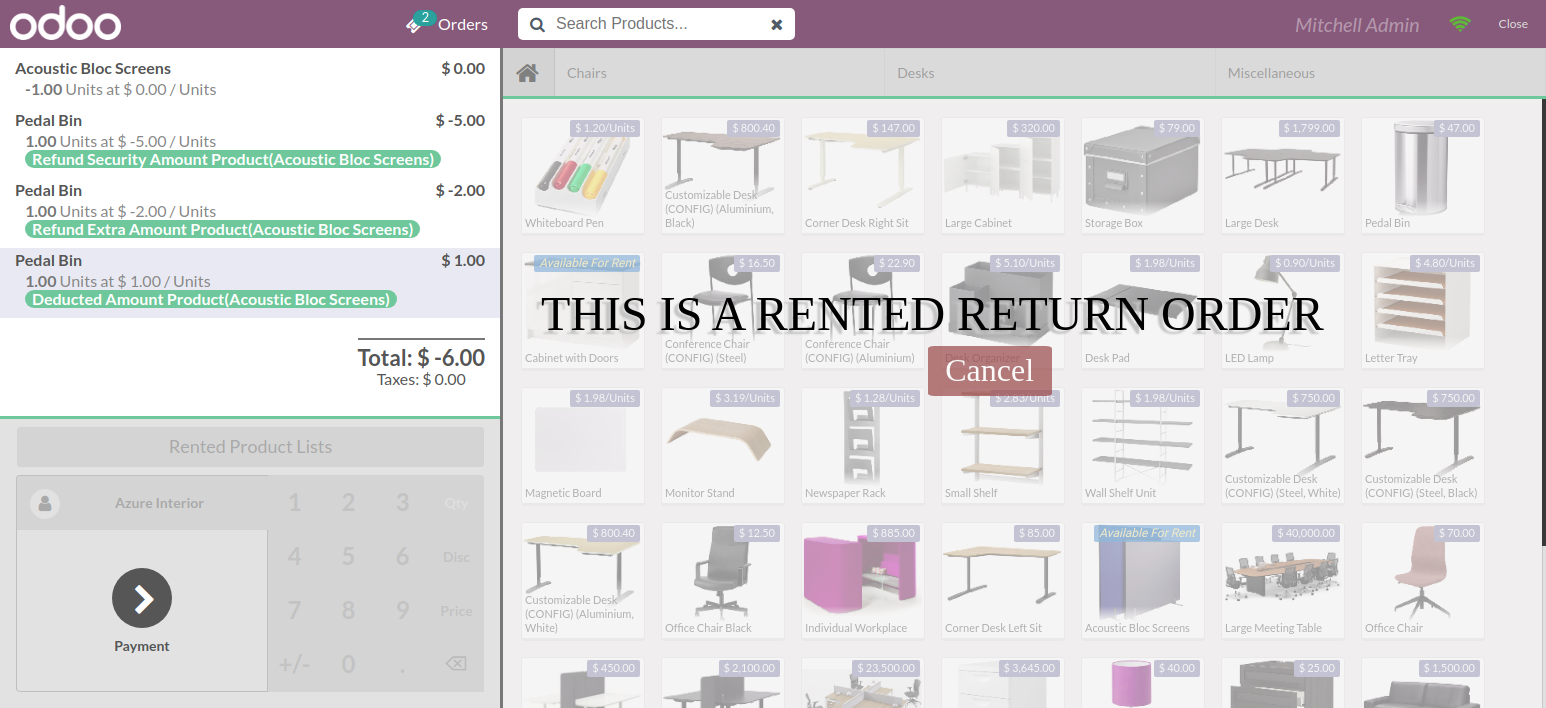 odoo
2
Orders
Search Products...
Mitchell Admin
Close
Acoustic Bloc Screens $ 0.00
-1.00 Units at $ 0.00 / Units
Pedal Bin $ -5.00
1.00 Units at $ -5.00 / Units
Refund Security Amount Product(Acoustic Bloc Screens)
Pedal Bin $ -2.00
1.00 Units at $ -2.00 / Units
Refund Extra Amount Product(Acoustic Bloc Screens)
Pedal Bin $ 1.00
1.00 Units at $ 1.00 / Units
Deducted Amount Product(Acoustic Bloc Screens)
Total: $ -6.00
Taxes: $ 0.00
Rented Product Lists
Azure Interior
Payment
1 2 3 Qty
4 5 6 Disc
7 8 9 Price
+/- 0 .
Chairs Desks Miscellaneous
$ 1.20/Units
Whiteboard Pen
$ 800.40
Customizable Desk
(CONFIG) (Aluminium,
Black)
$ 147.00
Corner Desk Right Sit
$ 320.00
Large Cabinet
$ 79.00
Storage Box
$ 1,799.00
Large Desk
$ 47.00
Pedal Bin
Available For Rent
Cabinet with Doors
$ 16.50
Conference Chair
(CONFIG) (Steel)
$ 22.90
Conference Chair
(CONFIG) (Aluminium)
$ 5.10/Units
Desk Organizer
$ 1.98/Units
Desk Pad
$ 0.90/Units
LED Lamp
$ 4.80/Units
Letter Tray
THIS IS A RENTED RETURN ORDER
Cancel
$ 1.98/Units
Magnetic Board
$ 3.19/Units
Monitor Stand
$ 1.28/Units
Newspaper Rack
$ 2.83/Units
Small Shelf
$ 1.98/Units
Wall Shelf Unit
$ 750.00
Customizable Desk
(CONFIG) (Steel, White)
$ 750.00
Customizable Desk
(CONFIG) (Steel, Black)
$ 800.40
Customizable Desk
(CONFIG) (Aluminium,
White)
$ 12.50
Office Chair Black
$ 885.00
Individual Workplace
$ 85.00
Corner Desk Left Sit
Available For Rent
Acoustic Bloc Screens
$ 40,000.00
Large Meeting Table
$ 70.00
Office Chair
$ 450.00
$ 2,100.00
$ 23,500.00
$ 3,645.00
$ 40.00
$ 25.00
$ 1,500.00